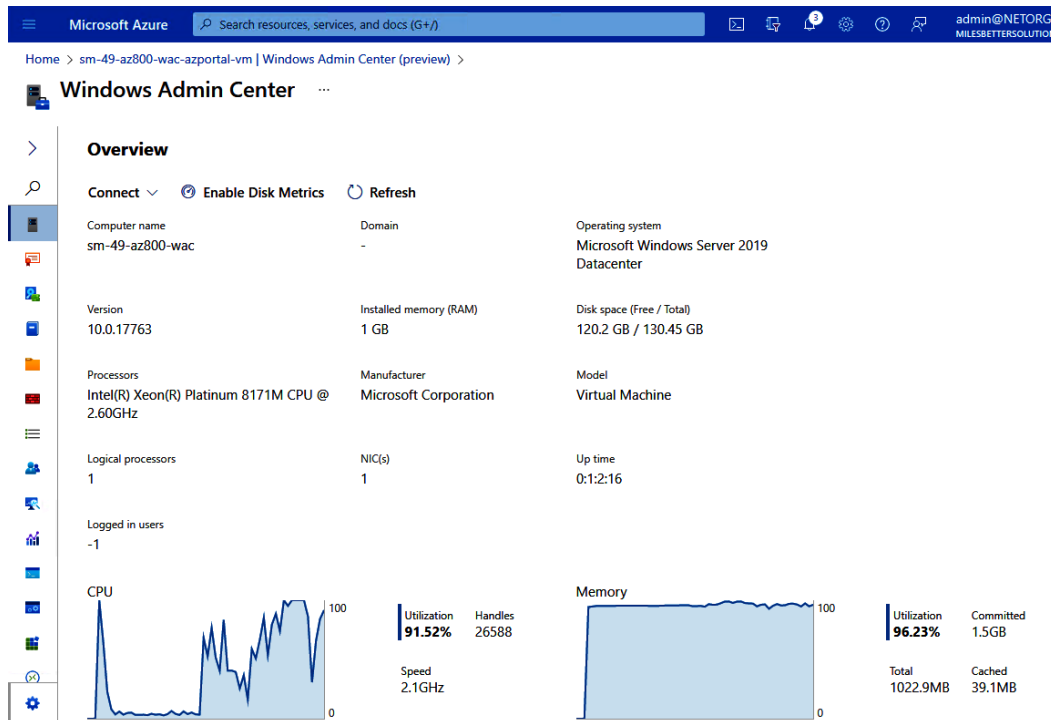 Microsoft Azure
Search resources, services, and docs (G+/)
3
admin@NETORG
MILESBETTERSOLUTION
Home > sm-49-az800-wac-azportal-vm | Windows Admin Center (preview) >
Windows Admin Center ...
Overview
Connect
Enable Disk Metrics
Refresh
Computer name
sm-49-az800-wac
Domain
-
Operating system
Microsoft Windows Server 2019
Datacenter
Version
10.0.17763
Installed memory (RAM)
1 GB
Disk space (Free / Total)
120.2 GB / 130.45 GB
Processors
Intel(R) Xeon(R) Platinum 8171M CPU @
2.60GHz
Manufacturer
Microsoft Corporation
Model
Virtual Machine
Logical processors
1
NIC(s)
1
Up time
0:1:2:16
Logged in users
-1
CPU
100
0
Utilization
91.52%
Handles
26588
Speed
2.1GHz
Memory
100
0
Utilization
96.23%
Committed
1.5GB
Total
1022.9MB
Cached
39.1MB